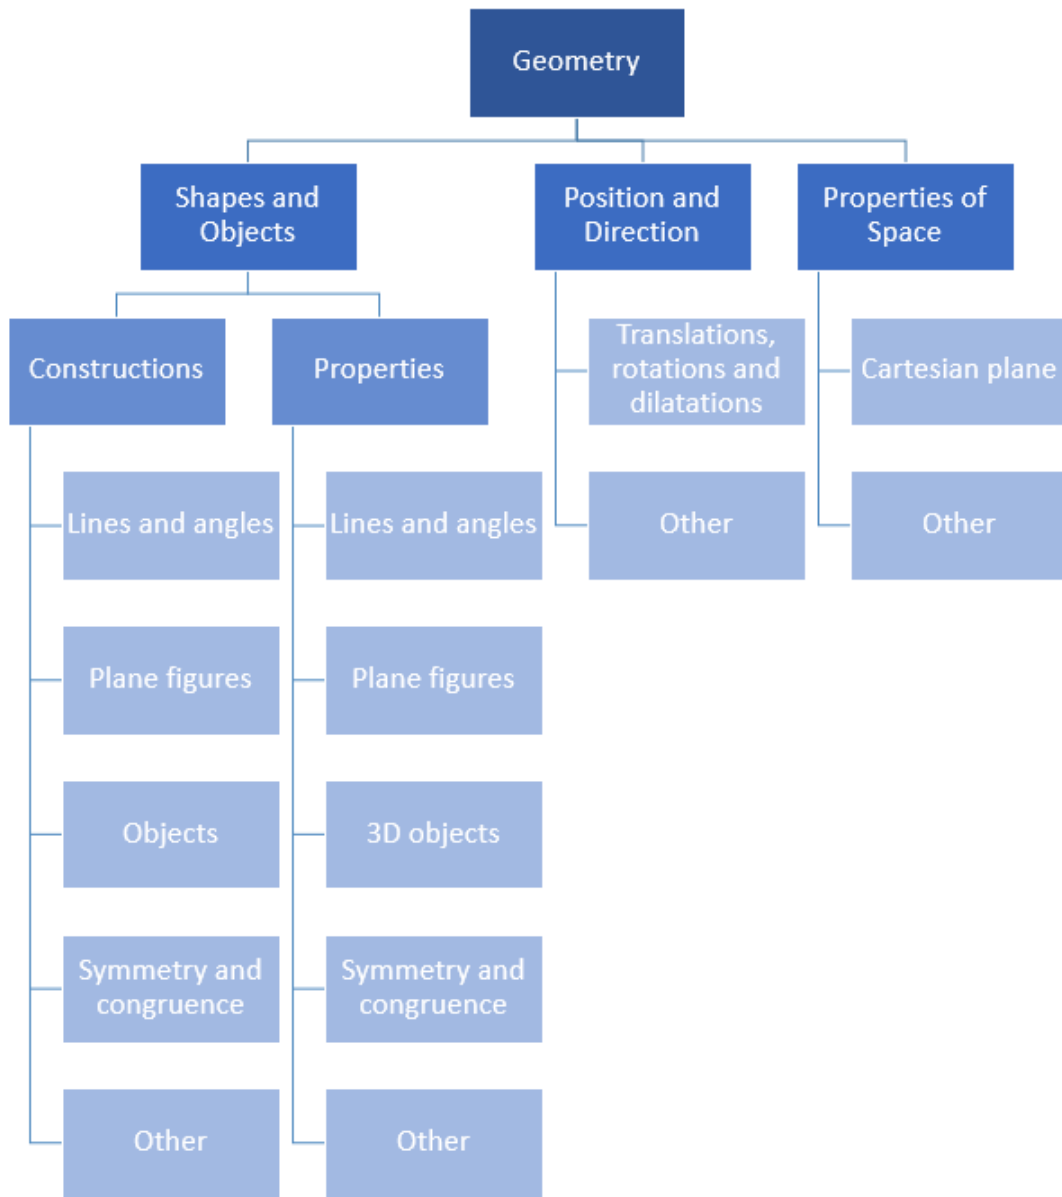 Geometry
Shapes and
Objects
Position and
Direction
Properties of
Space
Constructions
Properties
Translations,
rotations and
dilatations
Cartesian plane
Lines and angles
Lines and angles
Other
Other
Plane figures
Plane figures
Objects
3D objects
Symmetry and
congruence
Symmetry and
congruence
Other
Other